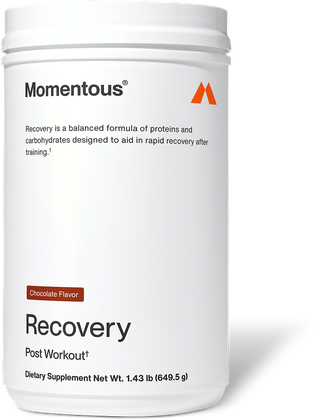 Momentous®
Recovery is a balanced formula of proteins and
carbohydrates designed to aid in rapid recovery after
training.†
Chocolate Flavor
Recovery
Post Workout†
Dietary Supplement Net Wt. 1.43 lb (649.5 g)